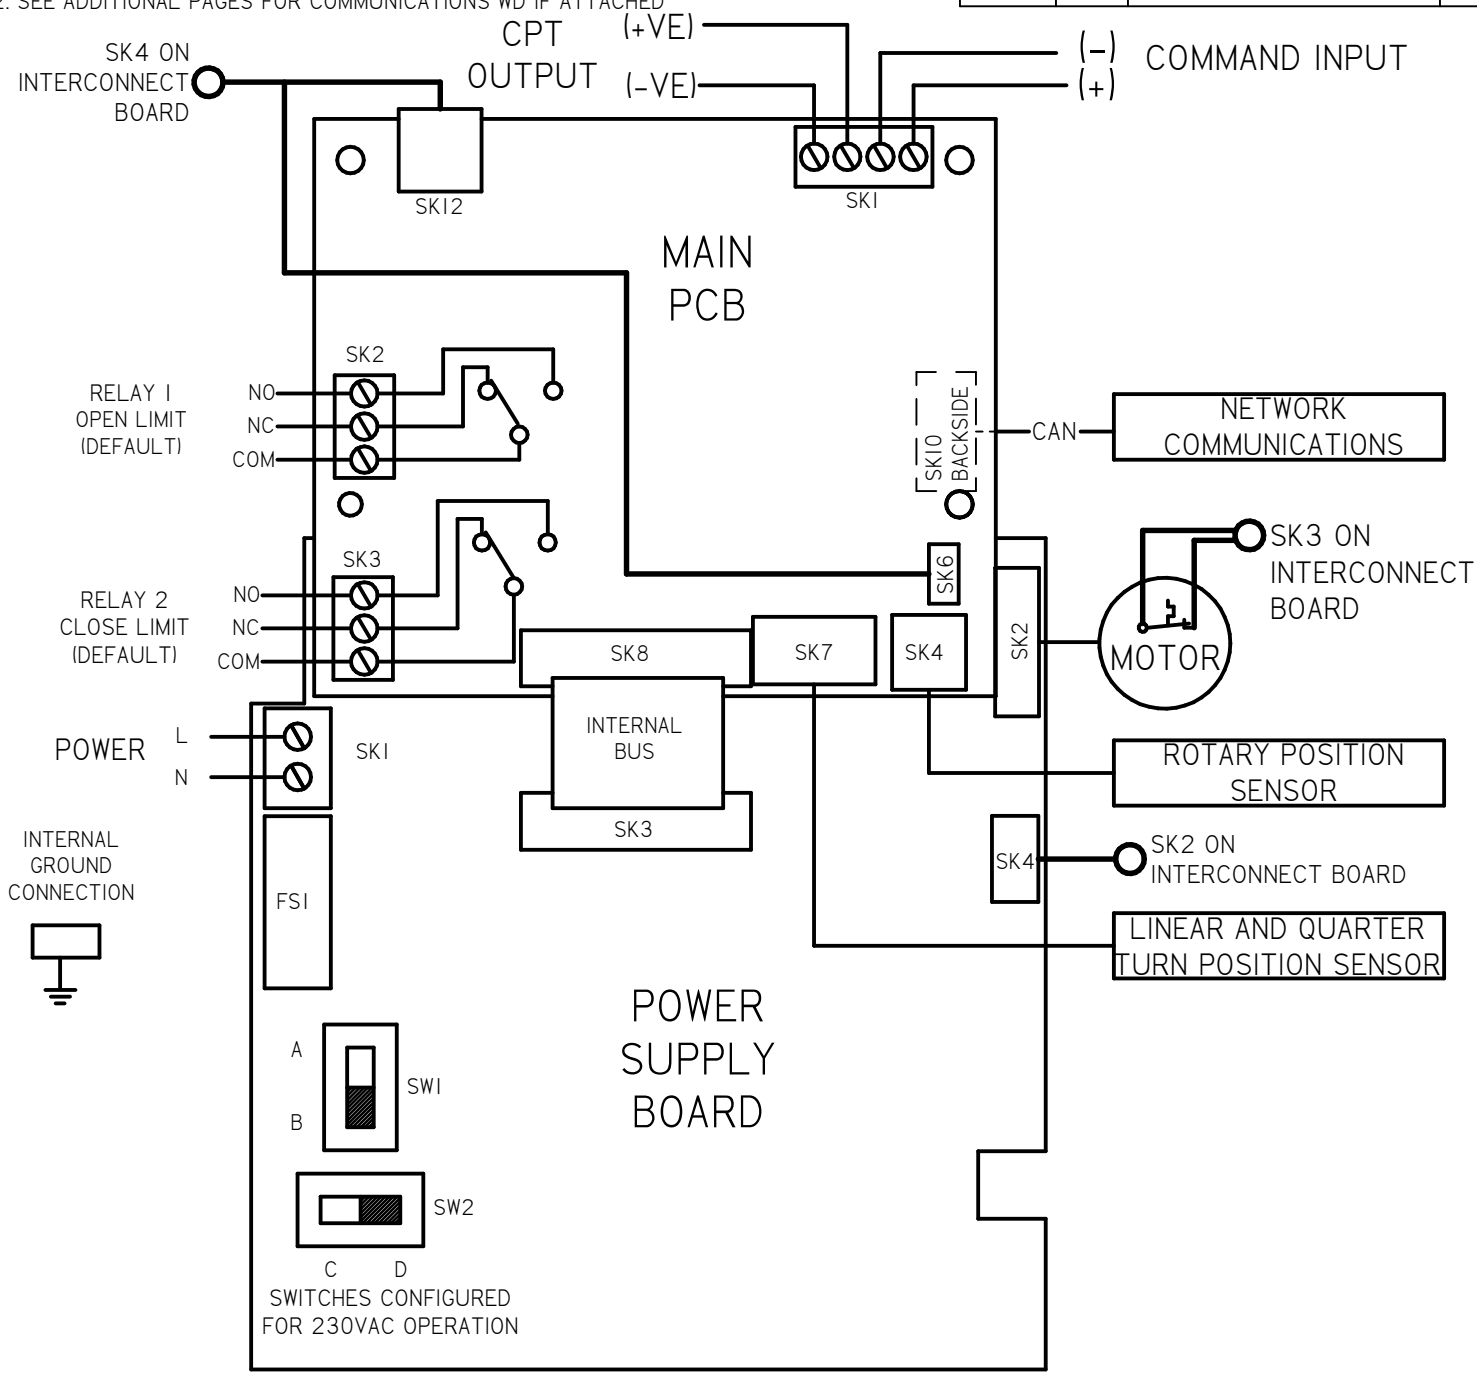 2. SEE ADDITIONAL PAGES FOR COMMUNICATIONS WD IF ATTACHED
SK4 ON
INTERCONNECT
BOARD
CPT
OUTPUT
(+VE)
(-VE)
(-)
(+)
COMMAND INPUT
SK12
SK1
MAIN
PCB
RELAY 1
OPEN LIMIT
(DEFAULT)
SK2
NO
NC
COM
SK10
BACKSIDE
CAN
NETWORK
COMMUNICATIONS
RELAY 2
CLOSE LIMIT
(DEFAULT)
SK3
NO
NC
COM
SK6
SK3 ON
INTERCONNECT
BOARD
SK8
SK7
SK4
SK2
MOTOR
POWER
L
N
SK1
INTERNAL
BUS
SK3
ROTARY POSITION
SENSOR
INTERNAL
GROUND
CONNECTION
FS1
SK4
SK2 ON
INTERCONNECT BOARD
LINEAR AND QUARTER
TURN POSITION SENSOR
POWER
SUPPLY
BOARD
A
B
SW1
SW2
C D
SWITCHES CONFIGURED
FOR 230VAC OPERATION